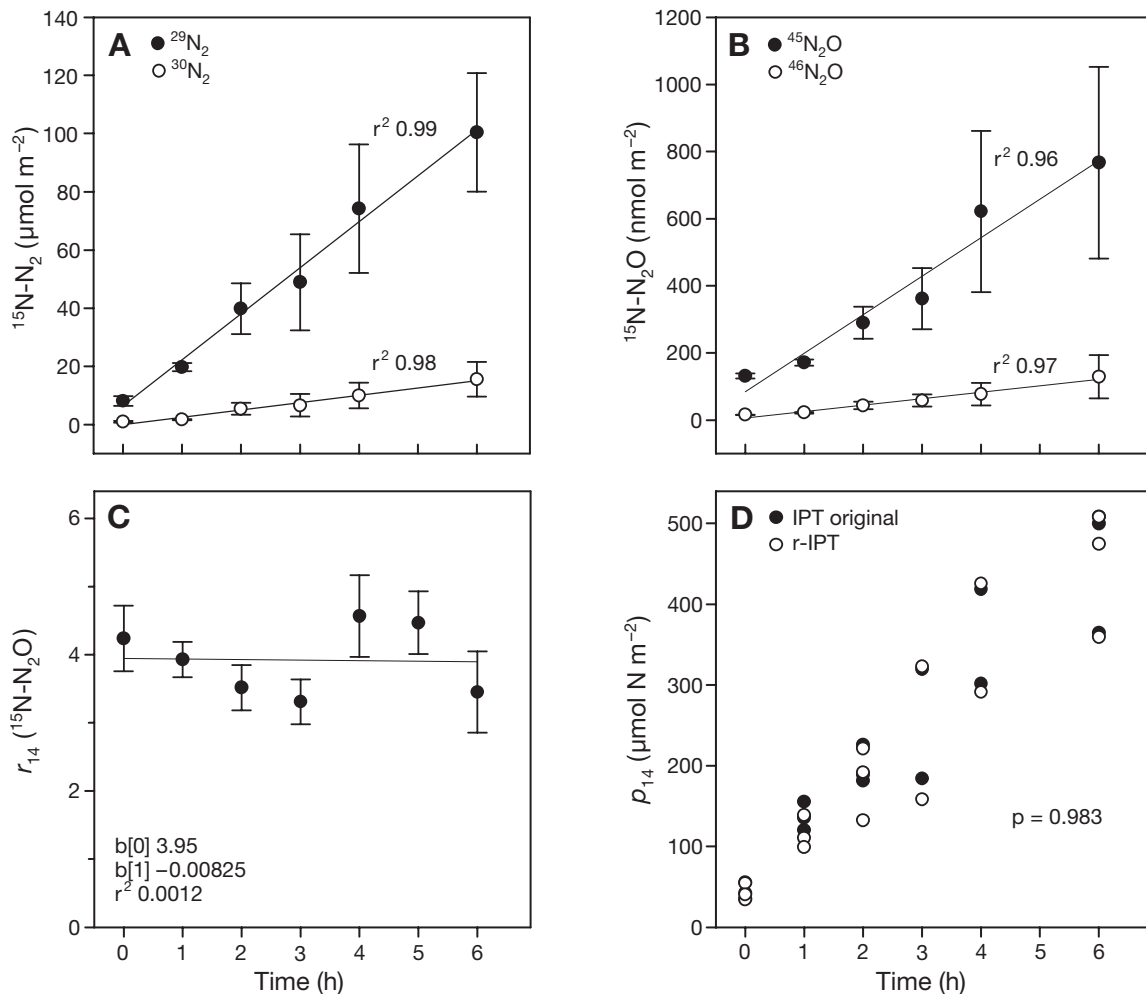 A
²⁹N₂
³⁰N₂
140
120
100
80
60
40
20
0
¹⁵N-N₂ (µmol m⁻²)
r² 0.99
r² 0.98
B
⁴⁵N₂O
⁴⁶N₂O
1200
1000
800
600
400
200
0
¹⁵N-N₂O (nmol m⁻²)
r² 0.96
r² 0.97
C
6
4
2
0
r₁₄ (¹⁵N-N₂O)
b[0] 3.95
b[1] −0.00825
r² 0.0012
0 1 2 3 4 5 6
Time (h)
D
IPT original
r-IPT
500
400
300
200
100
0
p₁₄ (µmol N m⁻²)
p = 0.983
0 1 2 3 4 5 6
Time (h)